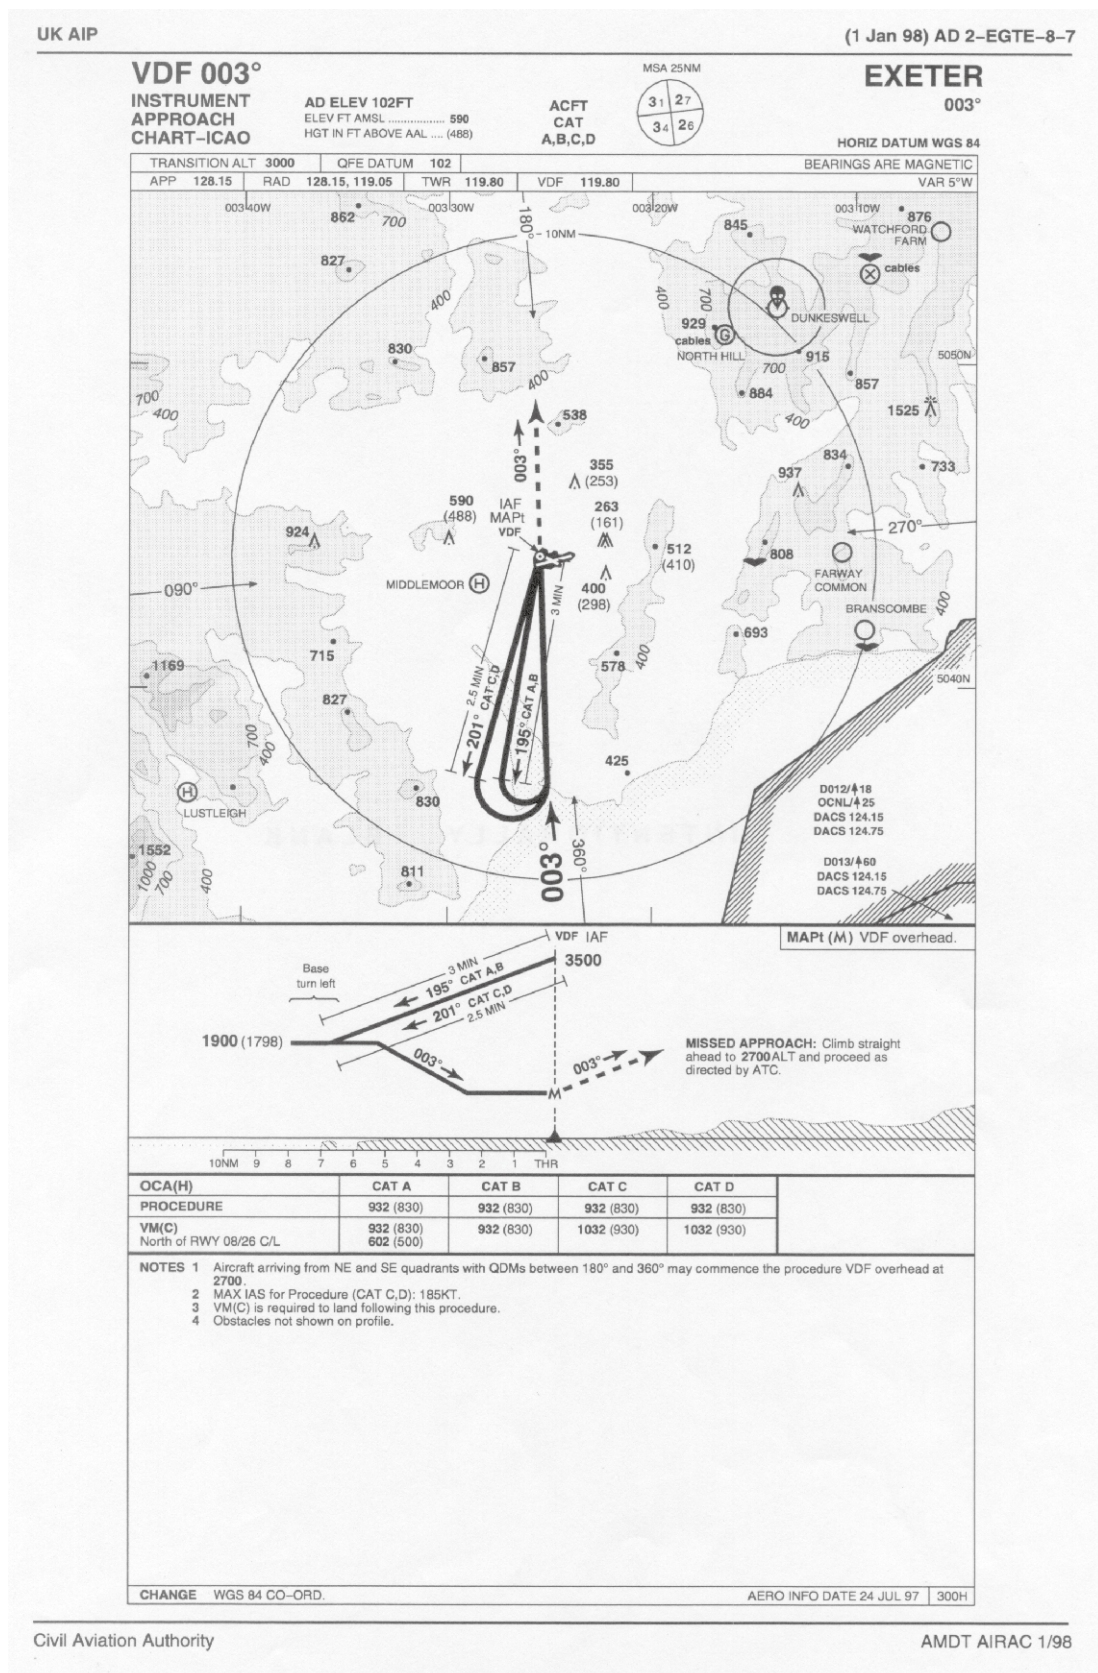 UK AIP
(1 Jan 98) AD 2-EGTE-8-7
VDF 003°
INSTRUMENT
APPROACH
CHART-ICAO
AD ELEV 102FT
ELEV FT AMSL .................. 590
HGT IN FT ABOVE AAL .... (488)
ACFT
CAT
A,B,C,D
MSA 25NM
31 27
34 26
EXETER
003°
HORIZ DATUM WGS 84
TRANSITION ALT 3000
QFE DATUM 102
BEARINGS ARE MAGNETIC
APP 128.15
RAD 128.15, 119.05
TWR 119.80
VDF 119.80
VAR 5°W
003 40W
003 30W
003 20W
003 10W
862
700
180°
10NM
845
876
WATCHFORD
FARM
827
400
cables
400
700
DUNKESWELL
929
cables
NORTH HILL
830
857
915
5050N
700
857
400
884
700
400
400
1525
003°
538
355
(253)
834
937
733
590
(488)
IAF
MAPt
VDF
263
(161)
924
270°
512
(410)
808
FARWAY
COMMON
MIDDLEMOOR H
400
(298)
090°
3 MIN
BRANSCOMBE
400
693
715
578
400
1169
2.5 MIN
201° CAT C,D
195° CAT A,B
5040N
827
700
400
425
H
LUSTLEIGH
830
D012/18
OCNL/25
DACS 124.15
DACS 124.75
1552
1000
700
400
811
003°
360°
D013/60
DACS 124.15
DACS 124.75
VDF IAF
MAPt (M) VDF overhead.
3500
Base
turn left
3 MIN
195° CAT A,B
201° CAT C,D
2.5 MIN
1900 (1798)
003°
M
003°
MISSED APPROACH: Climb straight
ahead to 2700 ALT and proceed as
directed by ATC.
10NM 9 8 7 6 5 4 3 2 1 THR
OCA(H) CAT A CAT B CAT C CAT D
PROCEDURE 932 (830) 932 (830) 932 (830) 932 (830)
VM(C) 932 (830) 932 (830) 1032 (930) 1032 (930)
North of RWY 08/26 C/L 602 (500)
NOTES 1 Aircraft arriving from NE and SE quadrants with QDMs between 180° and 360° may commence the procedure VDF overhead at
2700.
2 MAX IAS for Procedure (CAT C,D): 185KT.
3 VM(C) is required to land following this procedure.
4 Obstacles not shown on profile.
CHANGE WGS 84 CO-ORD.
AERO INFO DATE 24 JUL 97
300H
Civil Aviation Authority
AMDT AIRAC 1/98